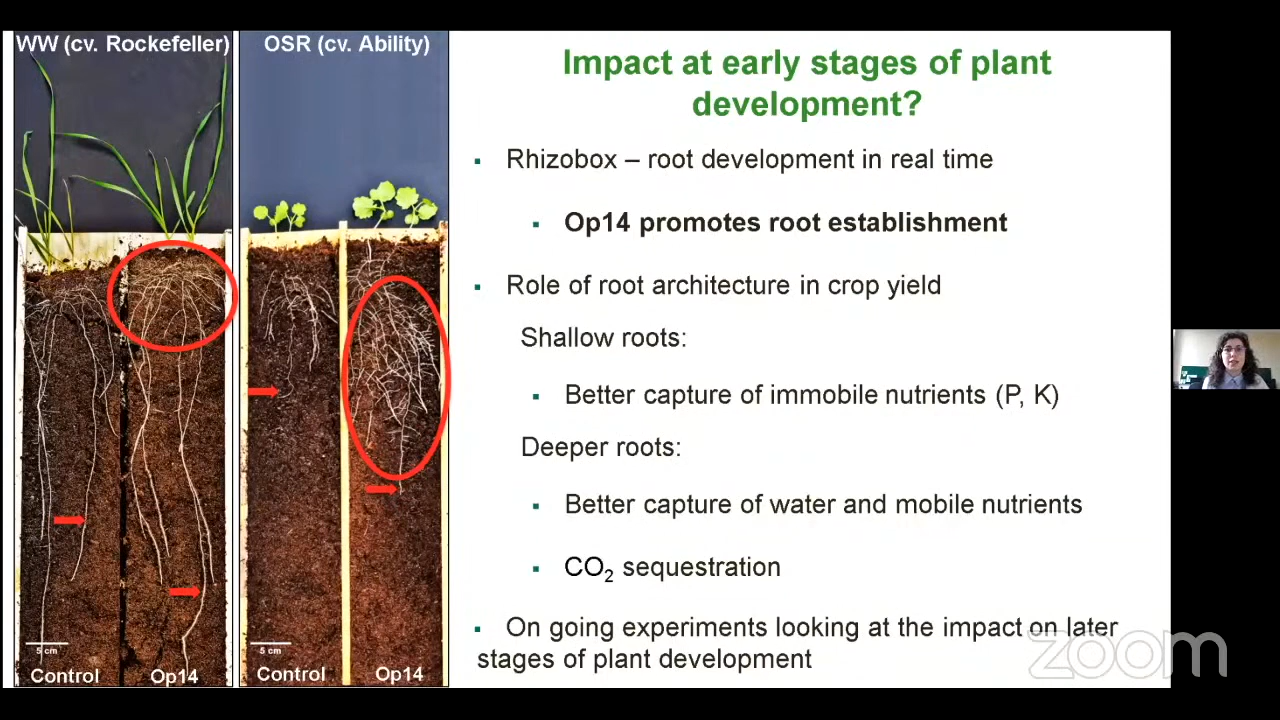 WW (cv. Rockefeller)
OSR (cv. Ability)
5 cm
Control
Op14
5 cm
Control
Op14
Impact at early stages of plant
development?
▪ Rhizobox – root development in real time
▪ Op14 promotes root establishment
▪ Role of root architecture in crop yield
Shallow roots:
▪ Better capture of immobile nutrients (P, K)
Deeper roots:
▪ Better capture of water and mobile nutrients
▪ CO₂ sequestration
▪ On going experiments looking at the impact on later
stages of plant development
zoom